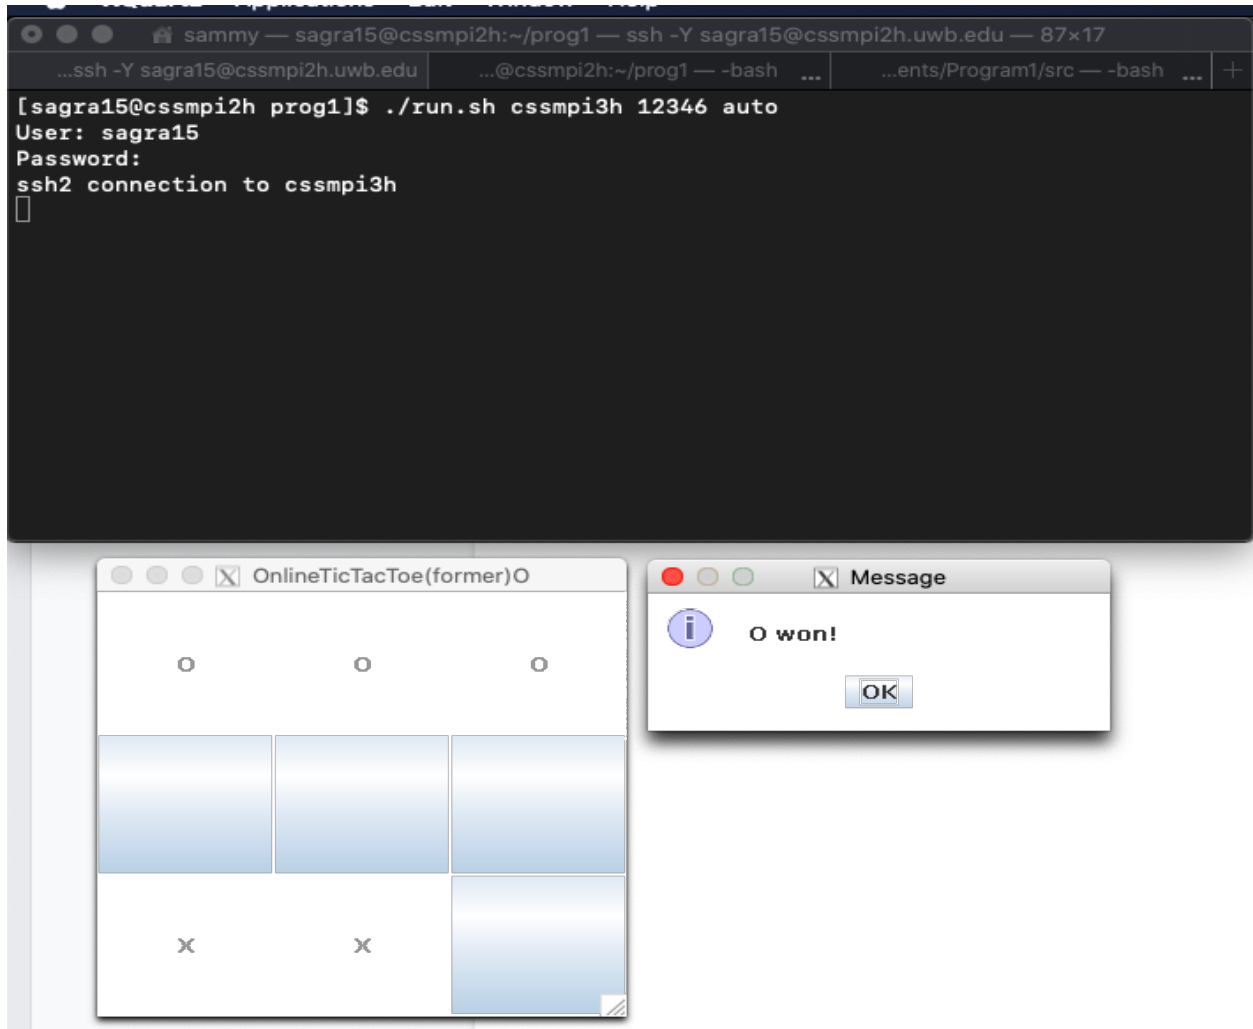 sammy — sagra15@cssmpi2h:~/prog1 — ssh -Y sagra15@cssmpi2h.uwb.edu — 87×17
...ssh -Y sagra15@cssmpi2h.uwb.edu ...@cssmpi2h:~/prog1 — -bash ... ...ents/Program1/src — -bash ... +
[sagra15@cssmpi2h prog1]$ ./run.sh cssmpi3h 12346 auto
User: sagra15
Password:
ssh2 connection to cssmpi3h
OnlineTicTacToe(former)O
O O O
X X
Message
O won!
OK